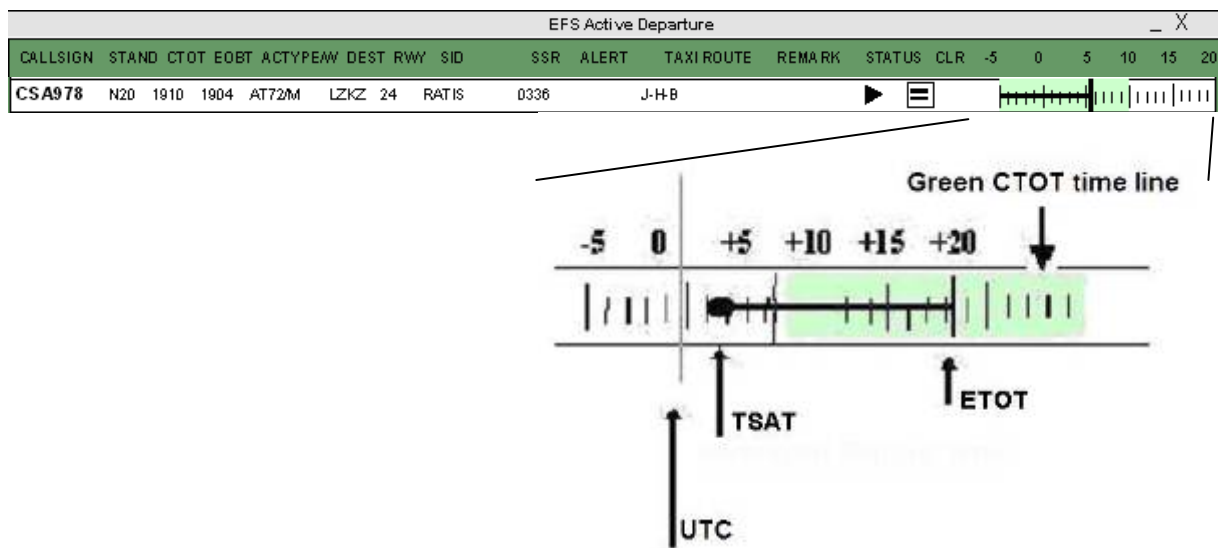 EFS Active Departure _ X
CALLSIGN STAND CTOT EOBT ACTYPE/W DEST RWY SID SSR ALERT TAXI ROUTE REMARK STATUS CLR -5 0 5 10 15 20
CSA978 N20 1910 1904 AT72/M LZKZ 24 RATIS 0336 J-H-B
Green CTOT time line
-5 0 +5 +10 +15 +20
ETOT
TSAT
UTC